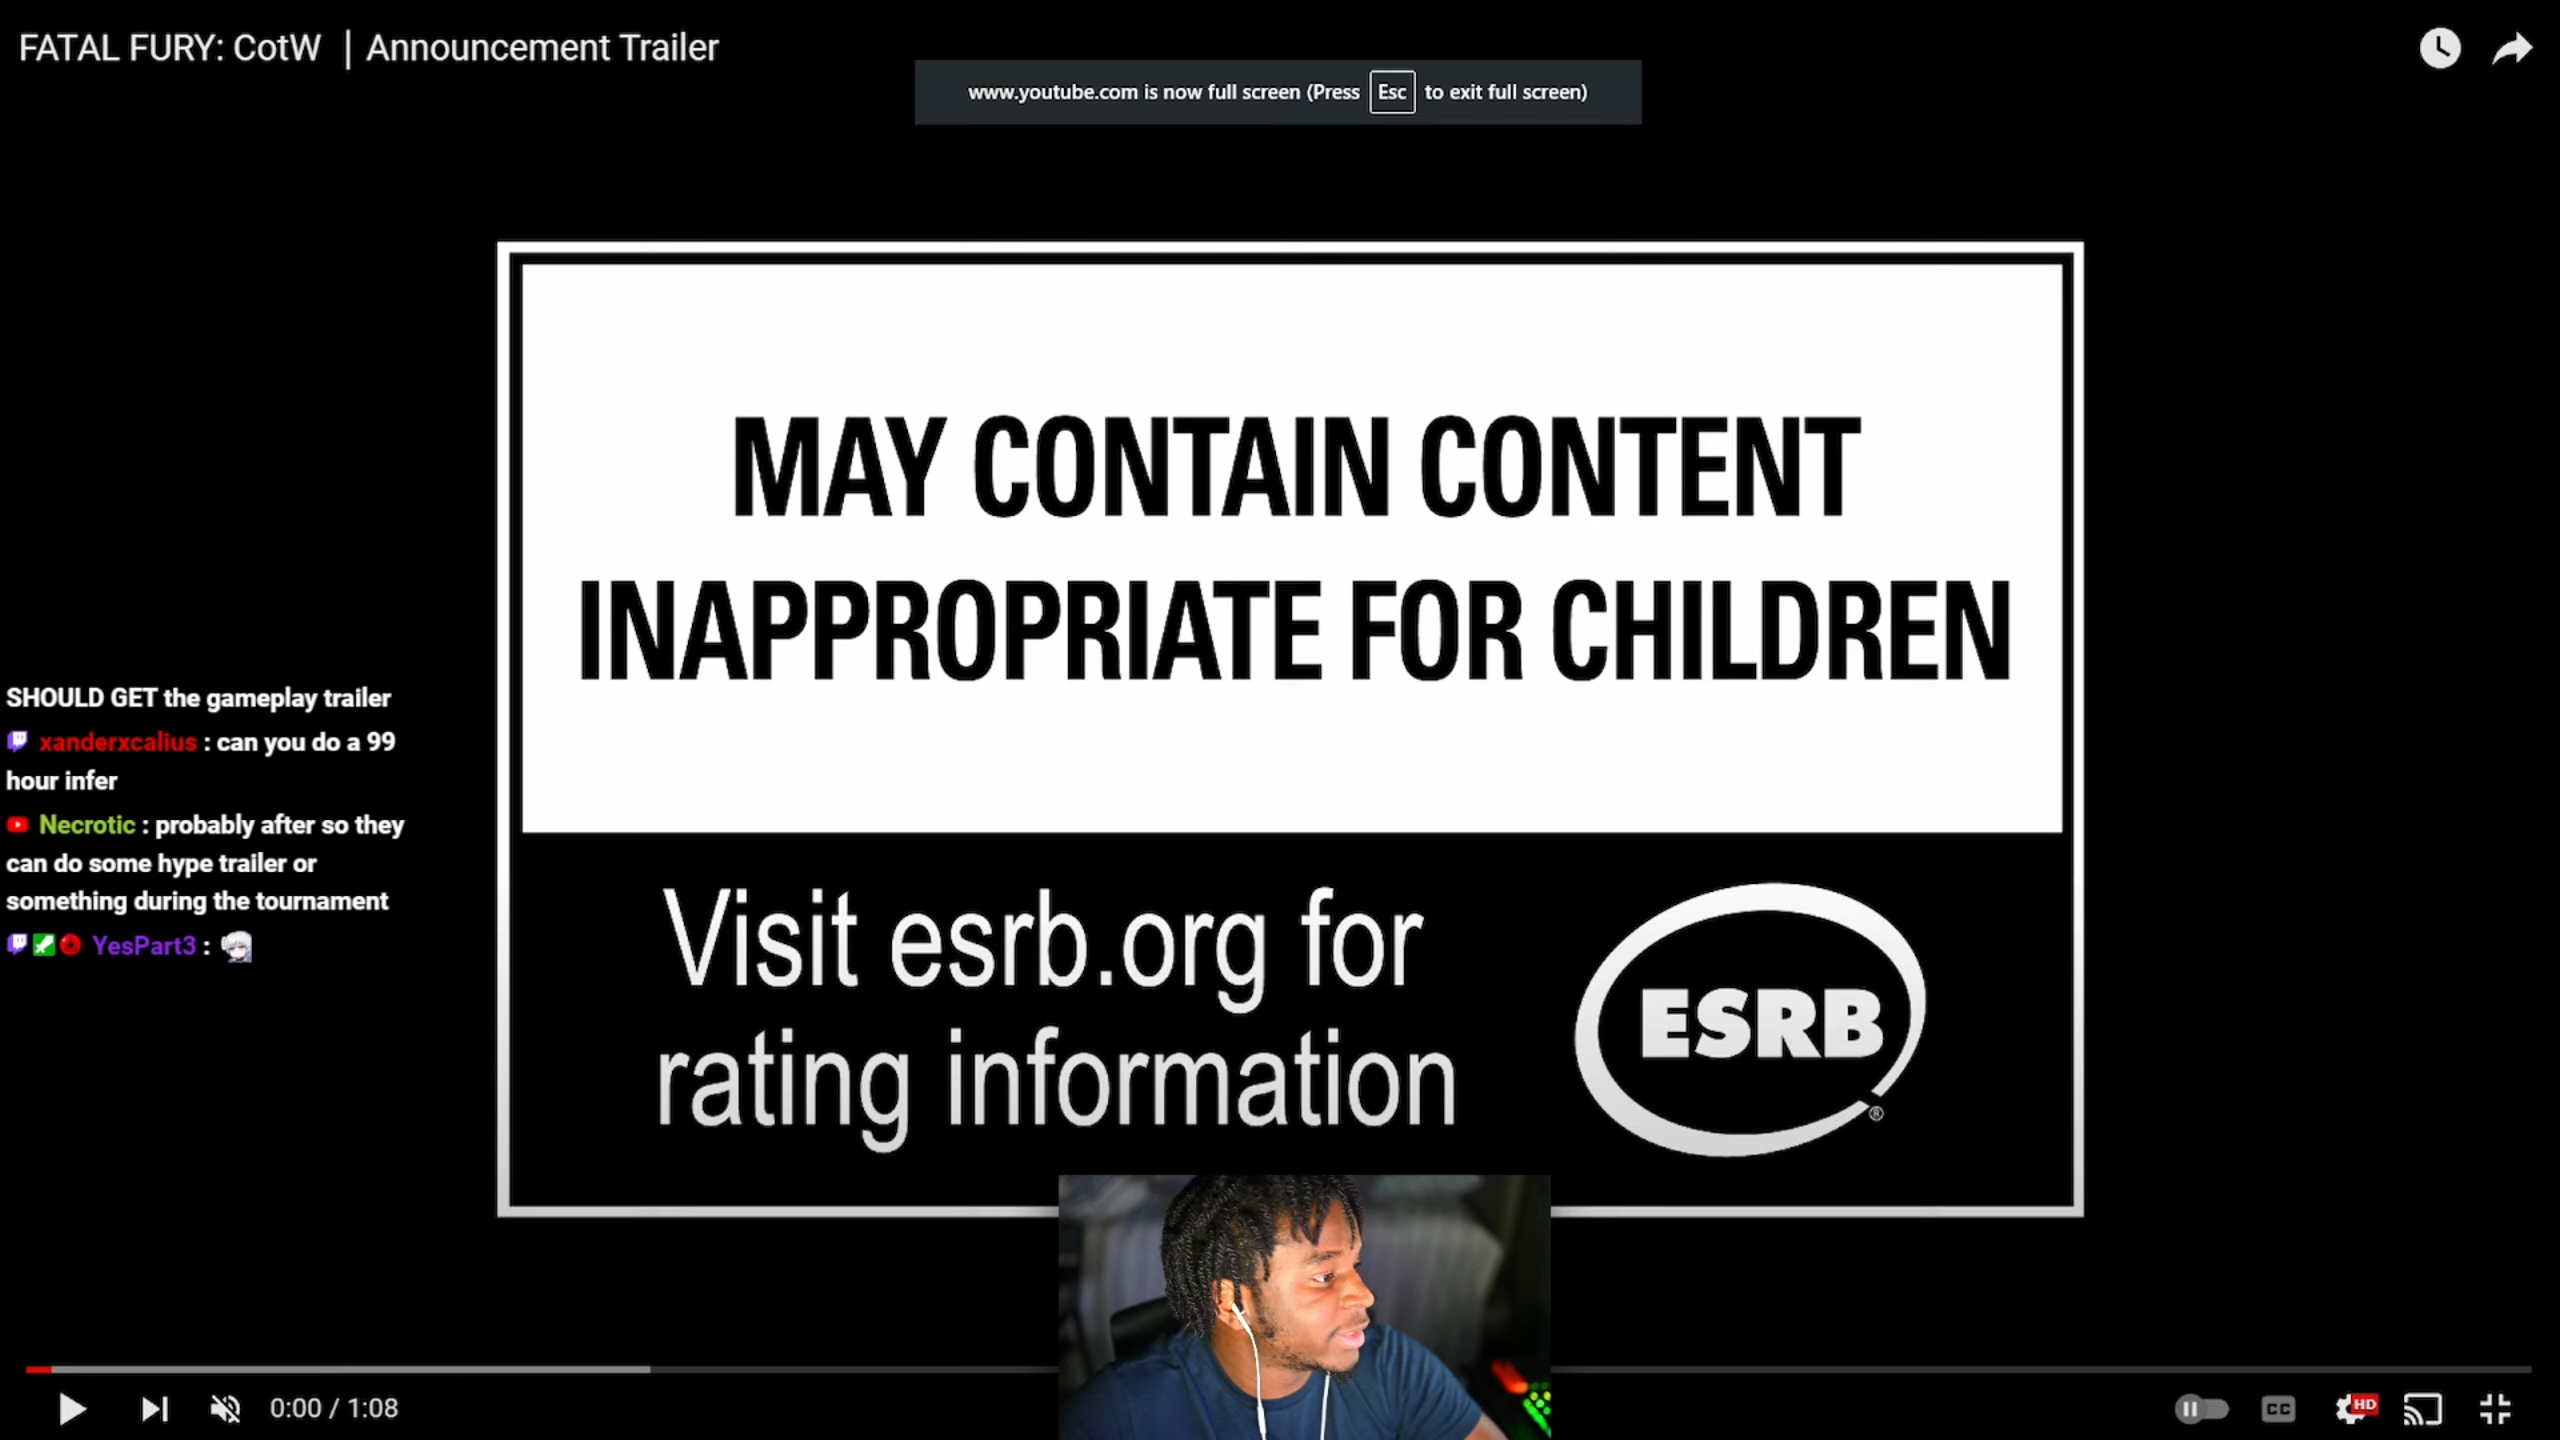 FATAL FURY: CotW | Announcement Trailer
www.youtube.com is now full screen (Press Esc to exit full screen)
MAY CONTAIN CONTENT
INAPPROPRIATE FOR CHILDREN
Visit esrb.org for
rating information
ESRB
®
SHOULD GET the gameplay trailer
xanderxcalius : can you do a 99
hour infer
Necrotic : probably after so they
can do some hype trailer or
something during the tournament
YesPart3 :
0:00 / 1:08
CC
HD